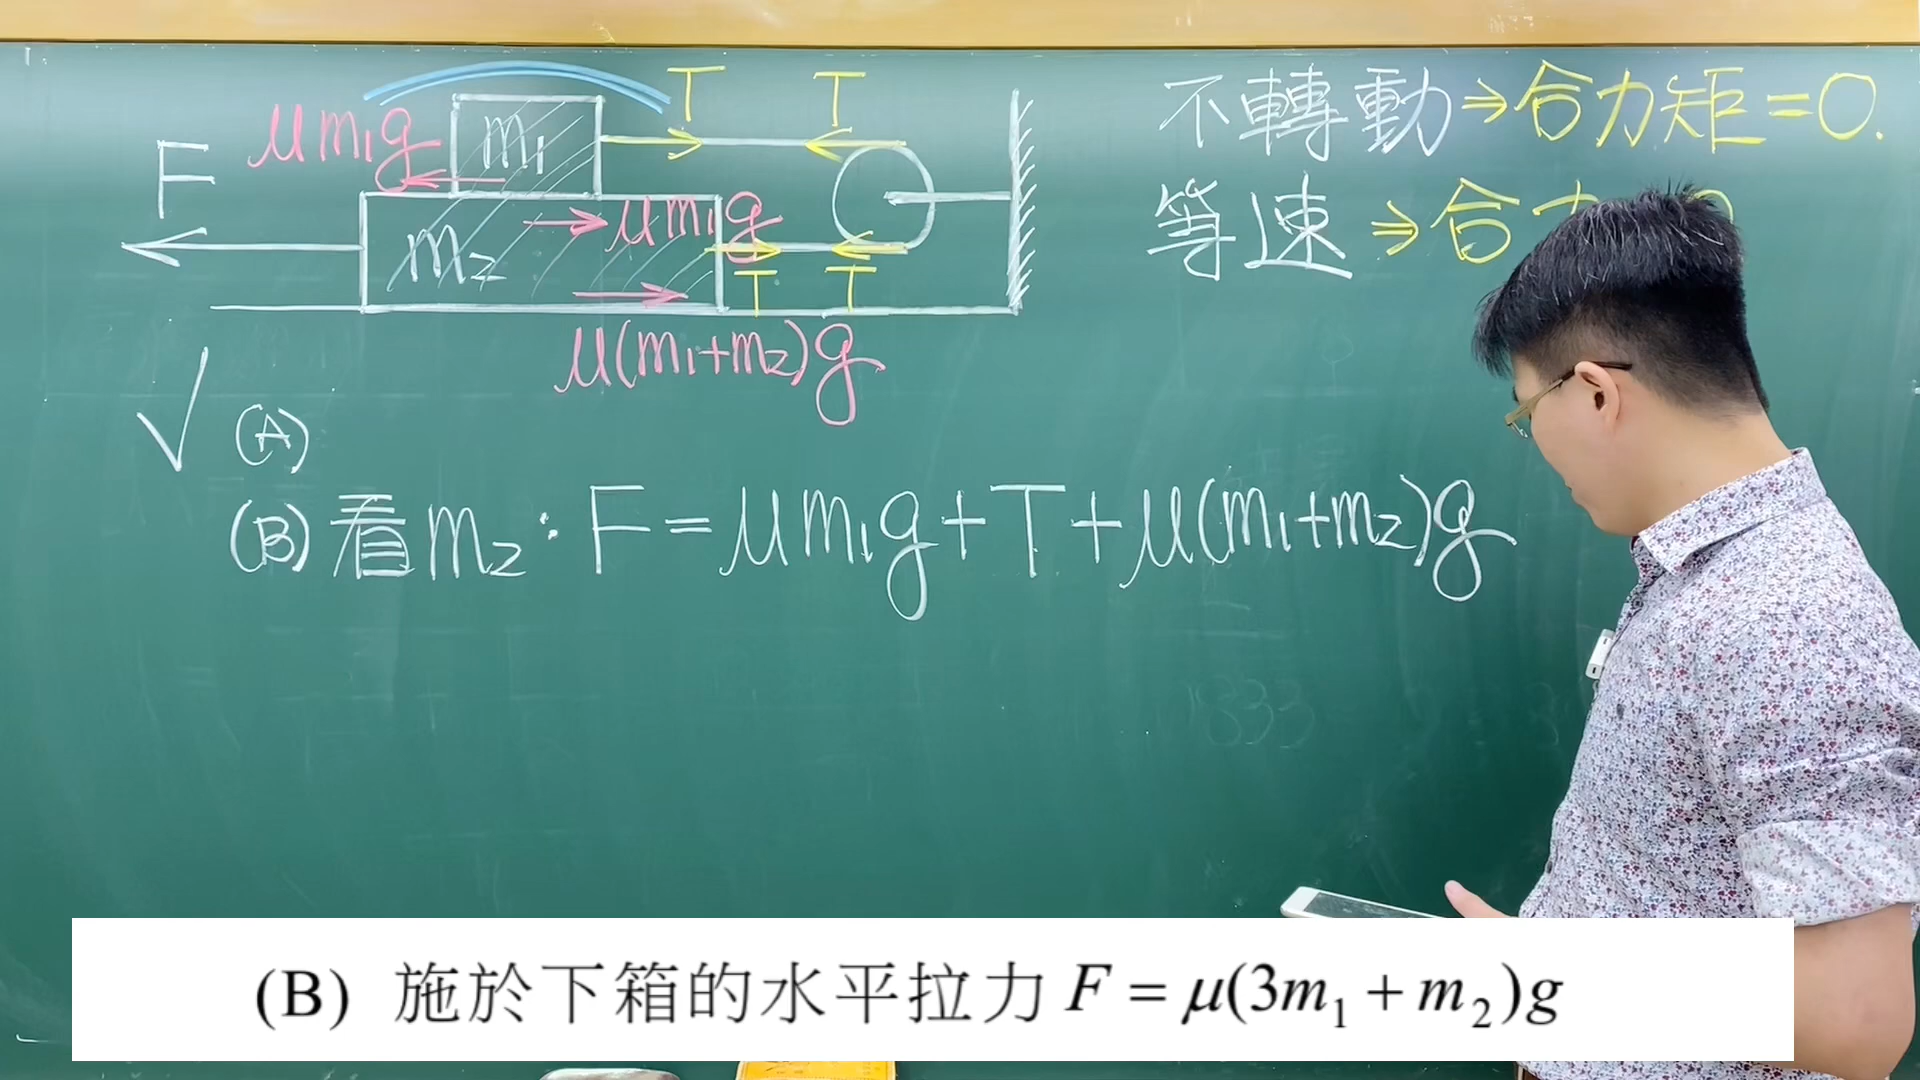 T T
μm₁g
m₁
F
m₂
μm₁g
T T
μ(m₁+m₂)g
不轉動⇒合力矩=0.
等速⇒合力
✓ (A)
(B) 看m₂: F=μm₁g+T+μ(m₁+m₂)g
(B) 施於下箱的水平拉力 F = μ(3m₁ + m₂)g